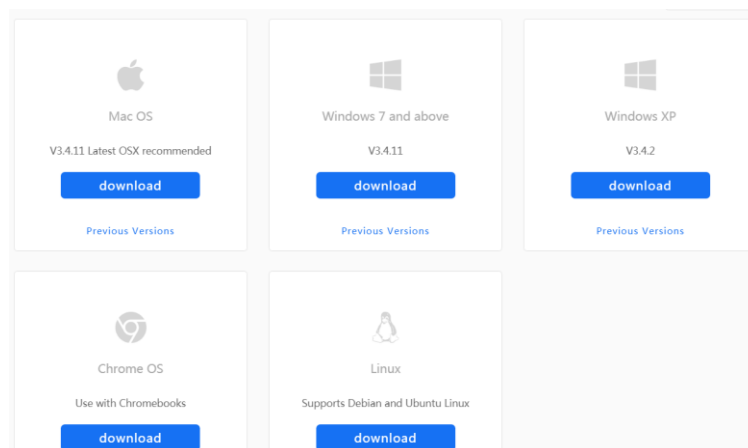 Mac OS
V3.4.11 Latest OSX recommended
download
Previous Versions
Windows 7 and above
V3.4.11
download
Previous Versions
Windows XP
V3.4.2
download
Previous Versions
Chrome OS
Use with Chromebooks
download
Linux
Supports Debian and Ubuntu Linux
download